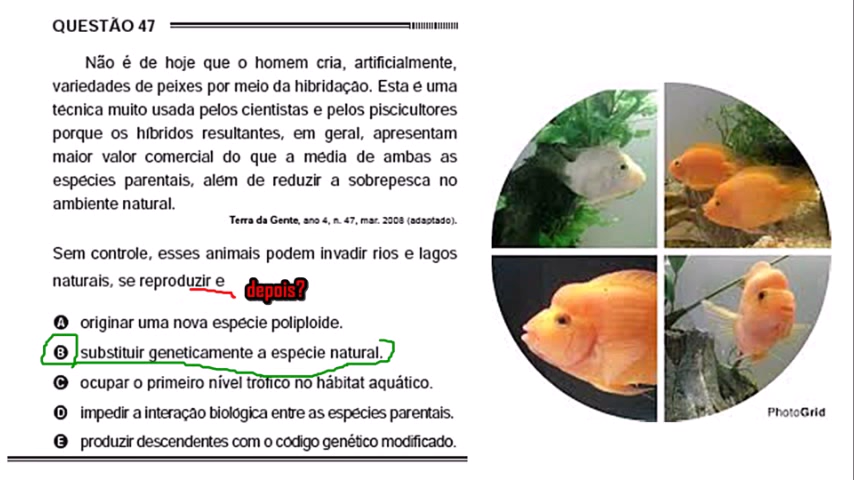 QUESTÃO 47
Não é de hoje que o homem cria, artificialmente,
variedades de peixes por meio da hibridação. Esta é uma
técnica muito usada pelos cientistas e pelos piscicultores
porque os híbridos resultantes, em geral, apresentam
maior valor comercial do que a média de ambas as
espécies parentais, além de reduzir a sobrepesca no
ambiente natural.
Terra da Gente, ano 4, n. 47, mar. 2008 (adaptado).
Sem controle, esses animais podem invadir rios e lagos
naturais, se reproduzir e
depois?
A originar uma nova espécie poliploide.
B substituir geneticamente a espécie natural.
C ocupar o primeiro nível trófico no hábitat aquático.
D impedir a interação biológica entre as espécies parentais.
E produzir descendentes com o código genético modificado.
PhotoGrid